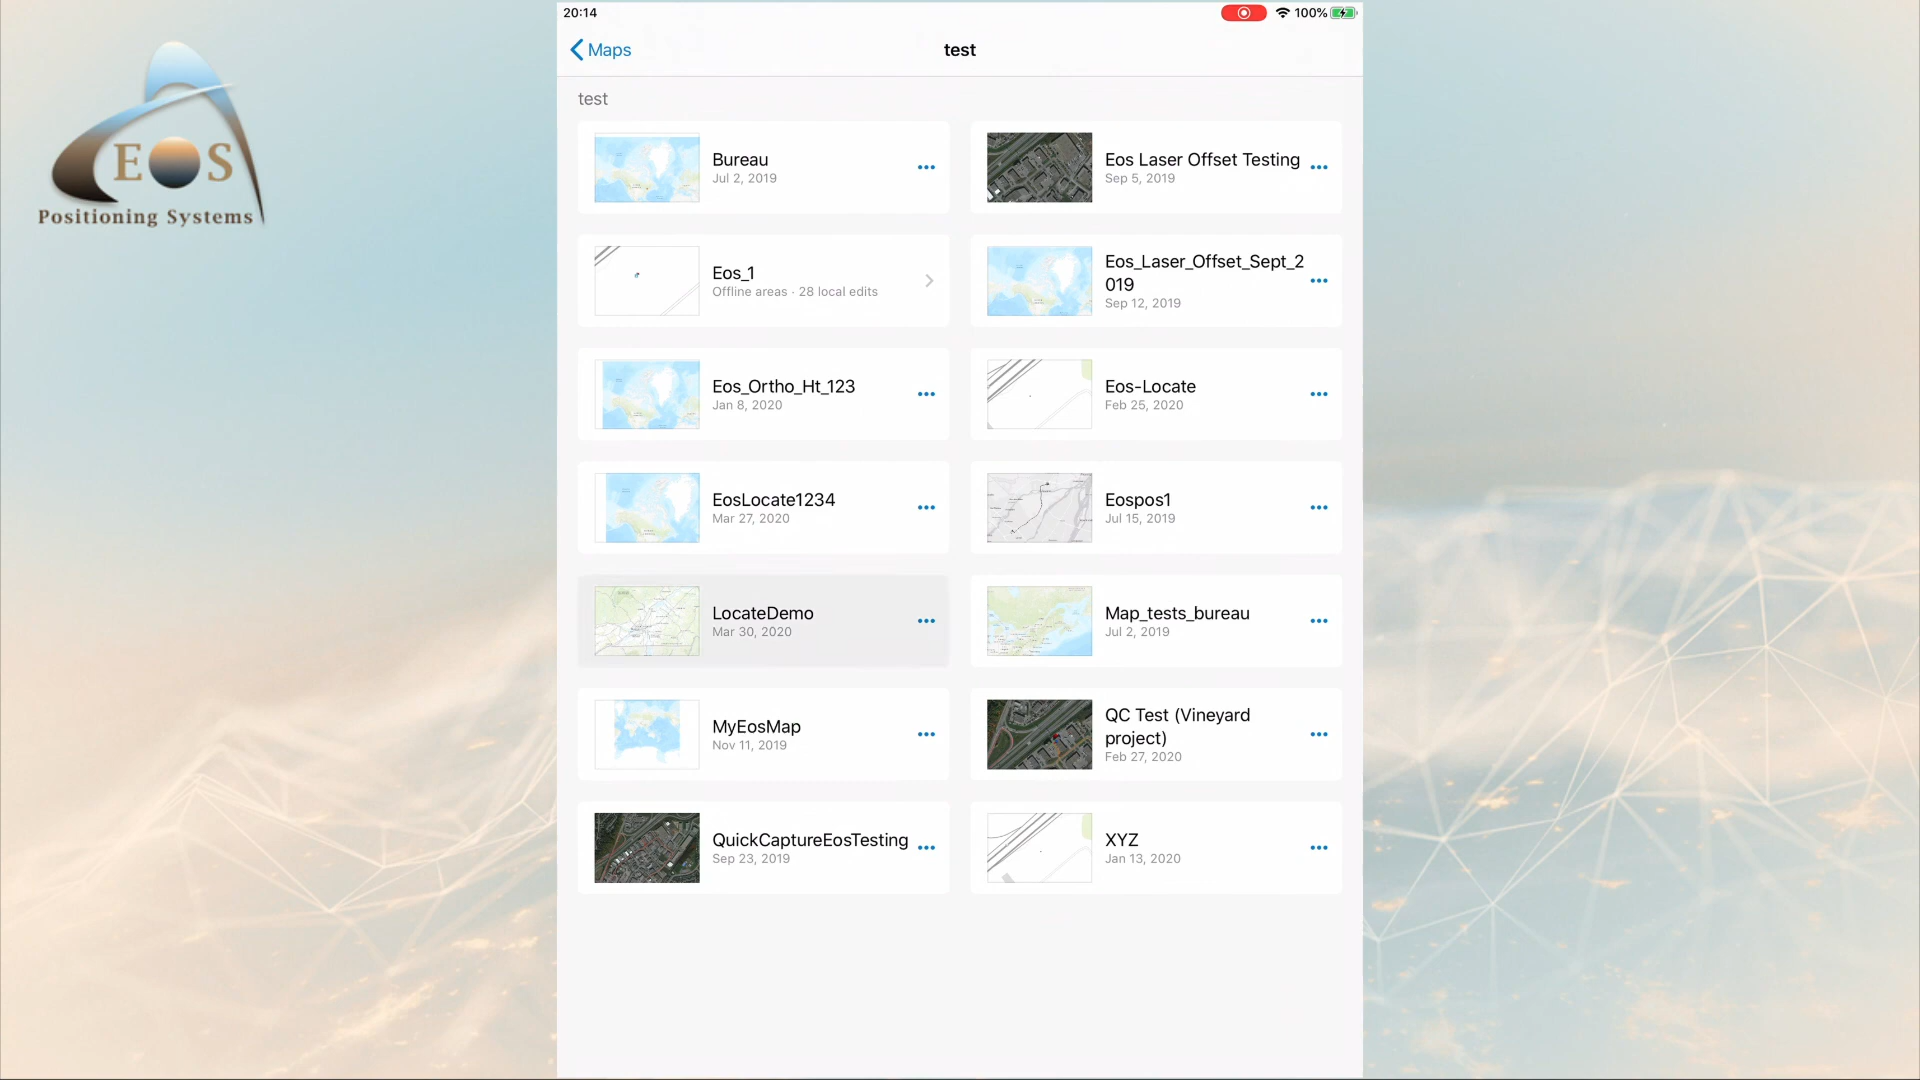 EOS
Positioning Systems
20:14
100%
Maps
test
test
Bureau
Jul 2, 2019
Eos Laser Offset Testing
Sep 5, 2019
Eos_1
Offline areas · 28 local edits
Eos_Laser_Offset_Sept_2
019
Sep 12, 2019
Eos_Ortho_Ht_123
Jan 8, 2020
Eos-Locate
Feb 25, 2020
EosLocate1234
Mar 27, 2020
Eospos1
Jul 15, 2019
LocateDemo
Mar 30, 2020
Map_tests_bureau
Jul 2, 2019
MyEosMap
Nov 11, 2019
QC Test (Vineyard
project)
Feb 27, 2020
QuickCaptureEosTesting
Sep 23, 2019
XYZ
Jan 13, 2020